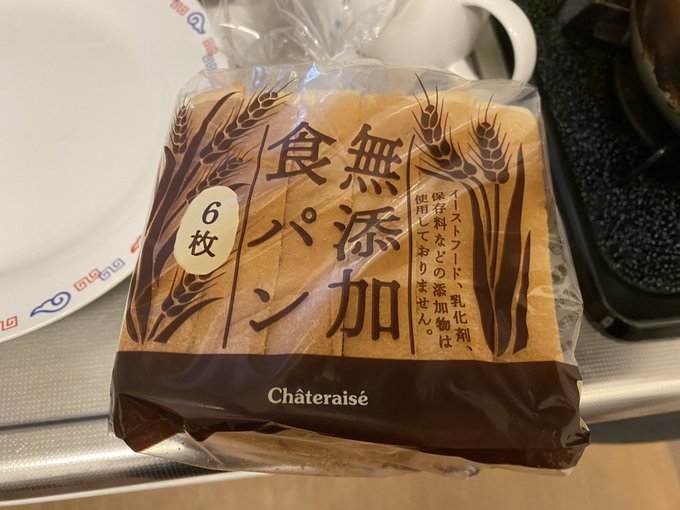 無添加
食パン
6枚
イーストフード、乳化剤、
保存料などの添加物は
使用しておりません。
Châteraisé